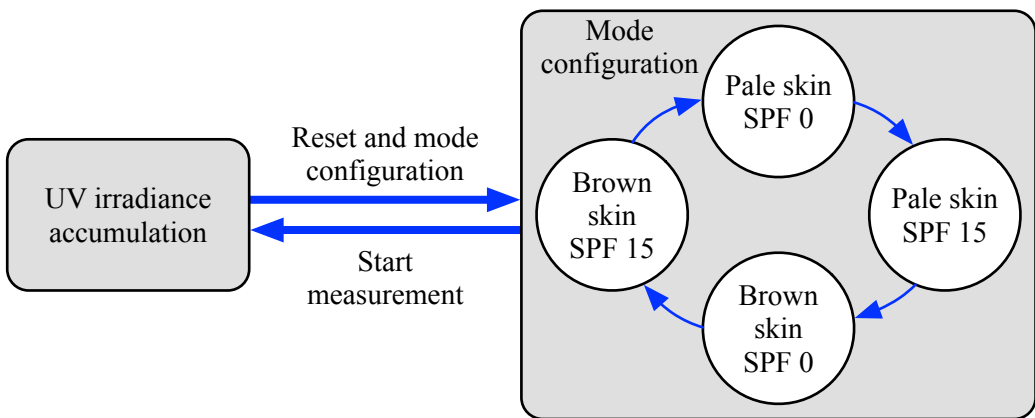 UV irradiance
accumulation
Reset and mode
configuration
Start
measurement
Mode
configuration
Pale skin
SPF 0
Pale skin
SPF 15
Brown
skin
SPF 0
Brown
skin
SPF 15